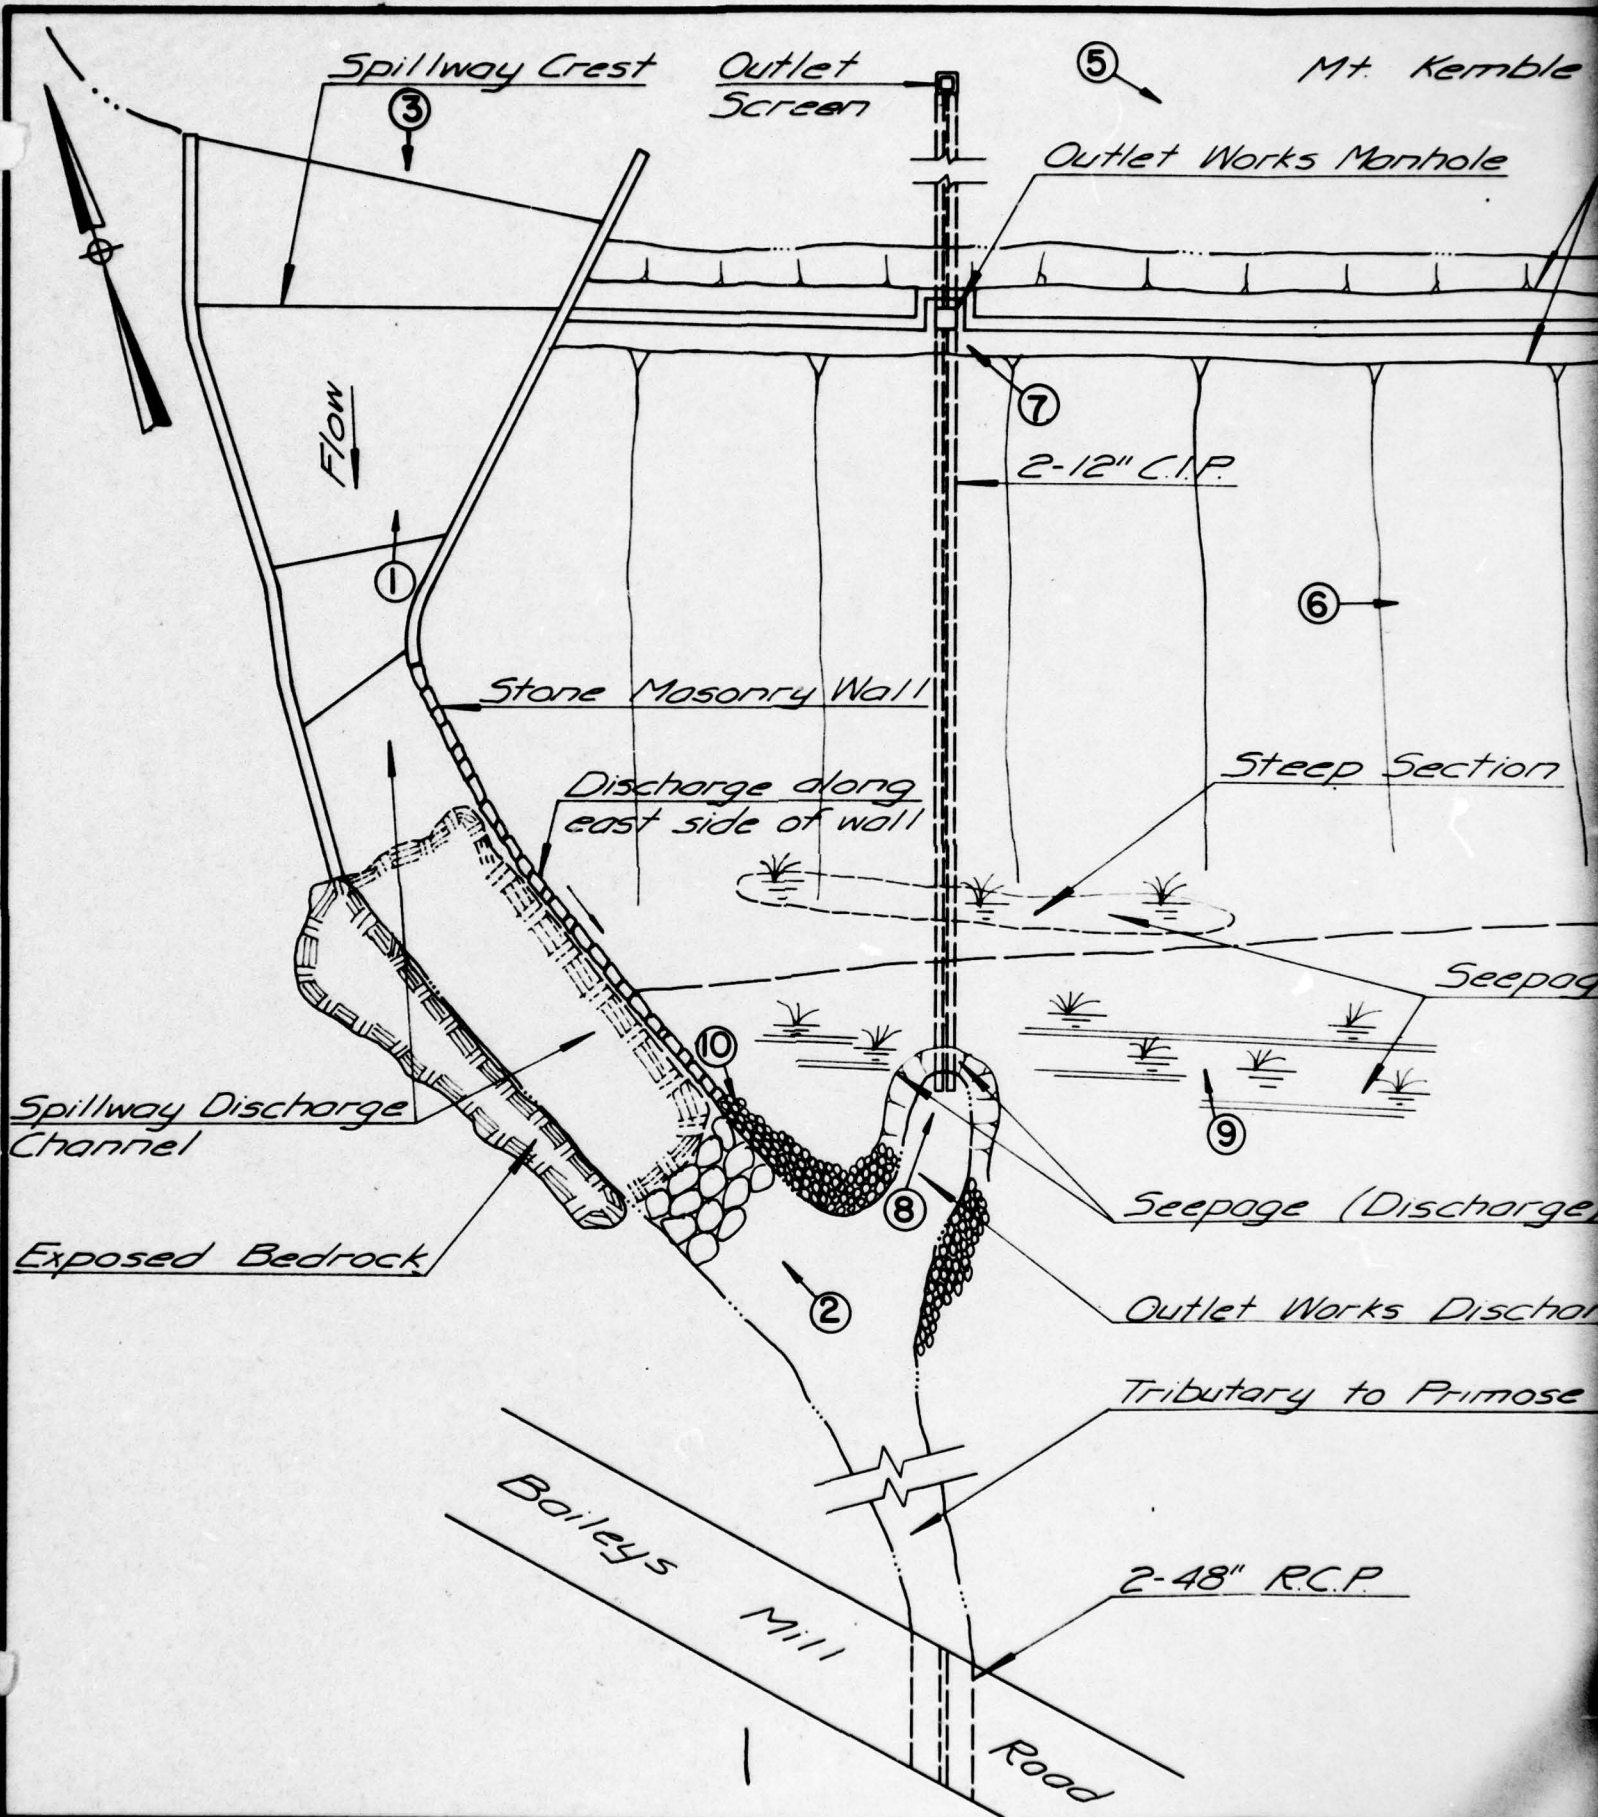 Spillway Crest
3
Outlet
Screen
5
Mt. Kemble
Outlet Works Manhole
7
Flow
2-12" C.I.P.
1
6
Stone Masonry Wall
Steep Section
Discharge along
east side of wall
Seepag
10
Spillway Discharge
Channel
9
8
Seepage (Discharge)
Exposed Bedrock
2
Outlet Works Dischar
Tributary to Primose
Baileys Mill Road
2-48" R.C.P.